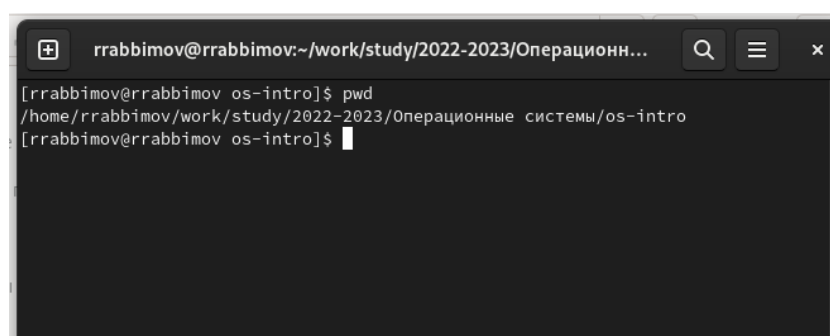 rrabbimov@rrabbimov:~/work/study/2022-2023/Операционн...
[rrabbimov@rrabbimov os-intro]$ pwd
/home/rrabbimov/work/study/2022-2023/Операционные системы/os-intro
[rrabbimov@rrabbimov os-intro]$